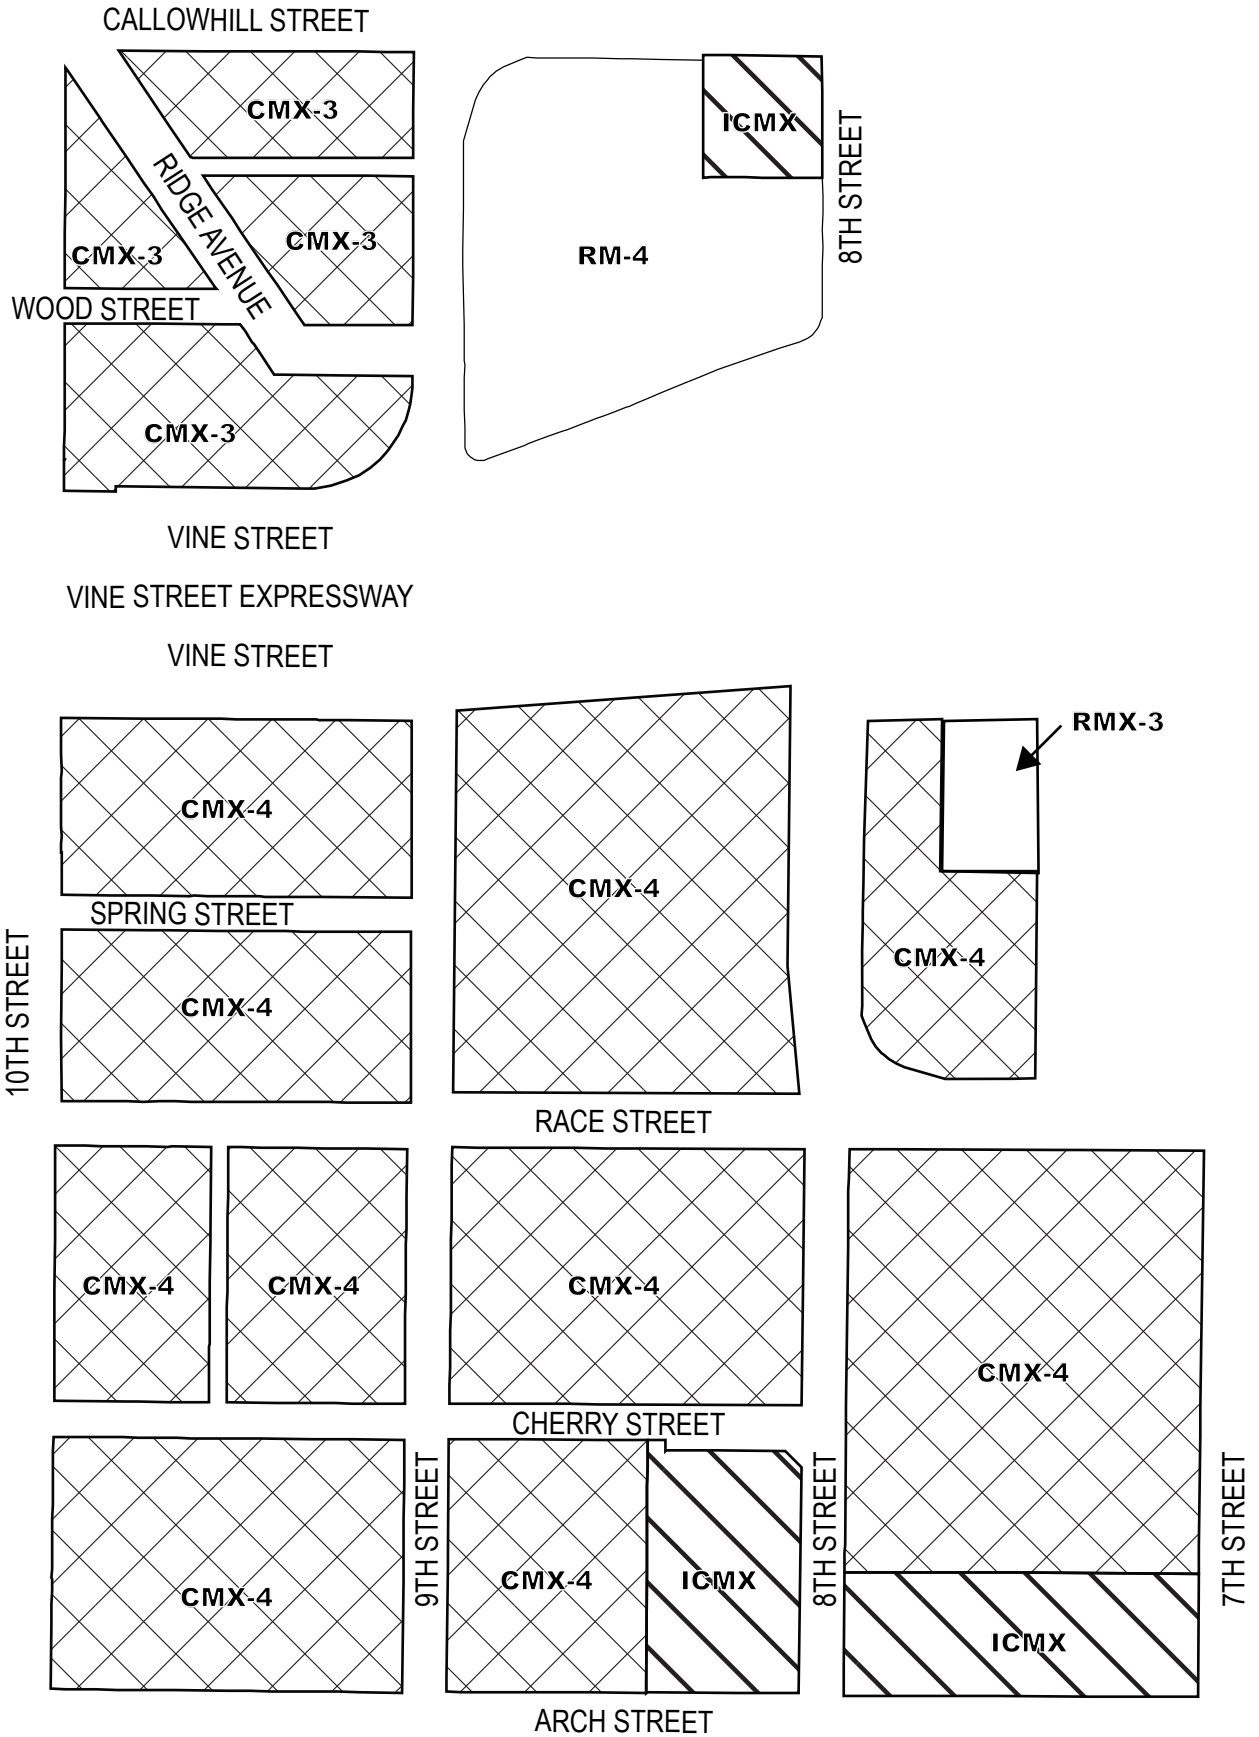 CALLOWHILL STREET
CMX-3
ICMX
8TH STREET
RIDGE AVENUE
CMX-3
CMX-3
RM-4
WOOD STREET
CMX-3
VINE STREET
VINE STREET EXPRESSWAY
VINE STREET
RMX-3
CMX-4
CMX-4
SPRING STREET
CMX-4
10TH STREET
CMX-4
RACE STREET
CMX-4
CMX-4
CMX-4
CMX-4
CHERRY STREET
9TH STREET
8TH STREET
7TH STREET
CMX-4
CMX-4
ICMX
ICMX
ARCH STREET